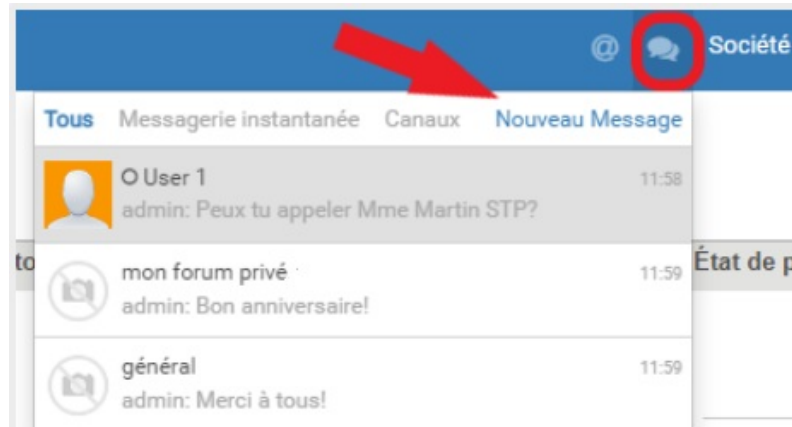 @ Société
Tous Messagerie instantanée Canaux Nouveau Message
O User 1 11:58
admin: Peux tu appeler Mme Martin STP?
to État de p
mon forum privé 11:59
admin: Bon anniversaire!
général 11:59
admin: Merci à tous!